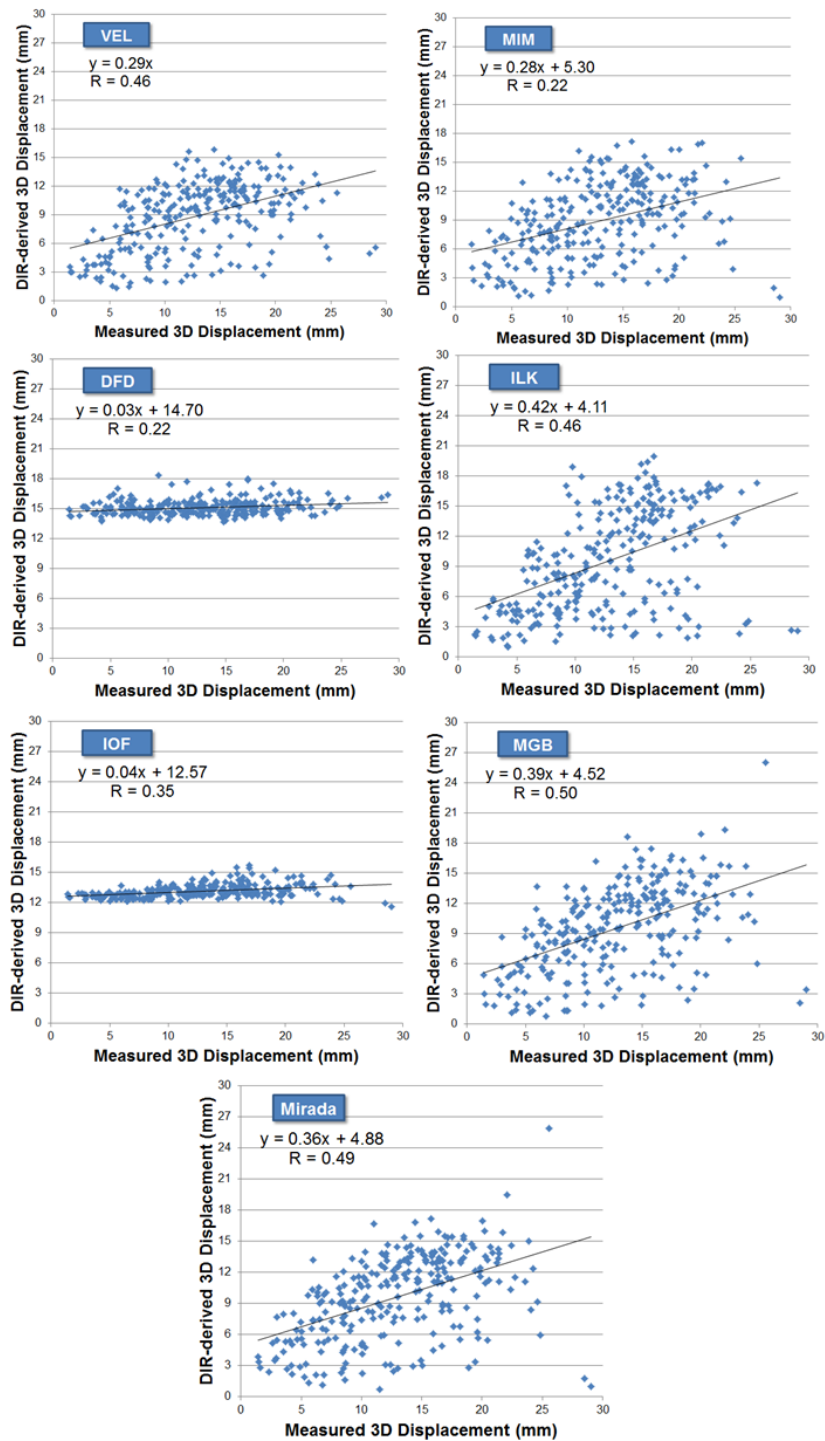 VEL
y = 0.29x
R = 0.46
DIR-derived 3D Displacement (mm)
30
27
24
21
18
15
12
9
6
3
0
0 5 10 15 20 25 30
Measured 3D Displacement (mm)
MIM
y = 0.28x + 5.30
R = 0.22
DIR-derived 3D Displacement (mm)
30
27
24
21
18
15
12
9
6
3
0
0 5 10 15 20 25 30
Measured 3D Displacement (mm)
DFD
y = 0.03x + 14.70
R = 0.22
DIR-derived 3D Displacement (mm)
30
27
24
21
18
15
12
9
6
3
0
0 5 10 15 20 25 30
Measured 3D Displacement (mm)
ILK
y = 0.42x + 4.11
R = 0.46
DIR-derived 3D Displacement (mm)
30
27
24
21
18
15
12
9
6
3
0
0 5 10 15 20 25 30
Measured 3D Displacement (mm)
IOF
y = 0.04x + 12.57
R = 0.35
DIR-derived 3D Displacement (mm)
30
27
24
21
18
15
12
9
6
3
0
0 5 10 15 20 25 30
Measured 3D Displacement (mm)
MGB
y = 0.39x + 4.52
R = 0.50
DIR-derived 3D Displacement (mm)
30
27
24
21
18
15
12
9
6
3
0
0 5 10 15 20 25 30
Measured 3D Displacement (mm)
Mirada
y = 0.36x + 4.88
R = 0.49
DIR-derived 3D Displacement (mm)
30
27
24
21
18
15
12
9
6
3
0
0 5 10 15 20 25 30
Measured 3D Displacement (mm)